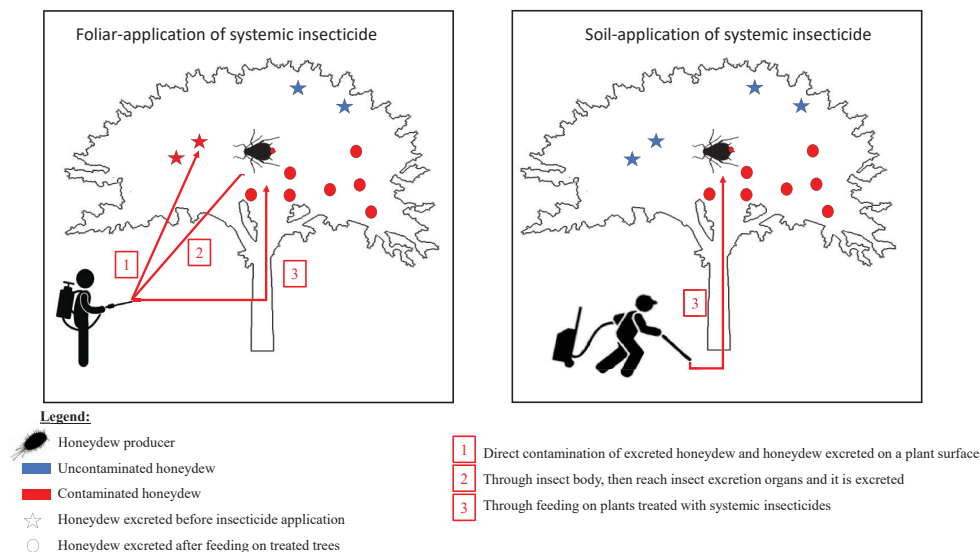 Foliar-application of systemic insecticide
1
2
3
Soil-application of systemic insecticide
3
Legend:
Honeydew producer
Uncontaminated honeydew
Contaminated honeydew
Honeydew excreted before insecticide application
Honeydew excreted after feeding on treated trees
1 Direct contamination of excreted honeydew and honeydew excreted on a plant surface
2 Through insect body, then reach insect excretion organs and it is excreted
3 Through feeding on plants treated with systemic insecticides